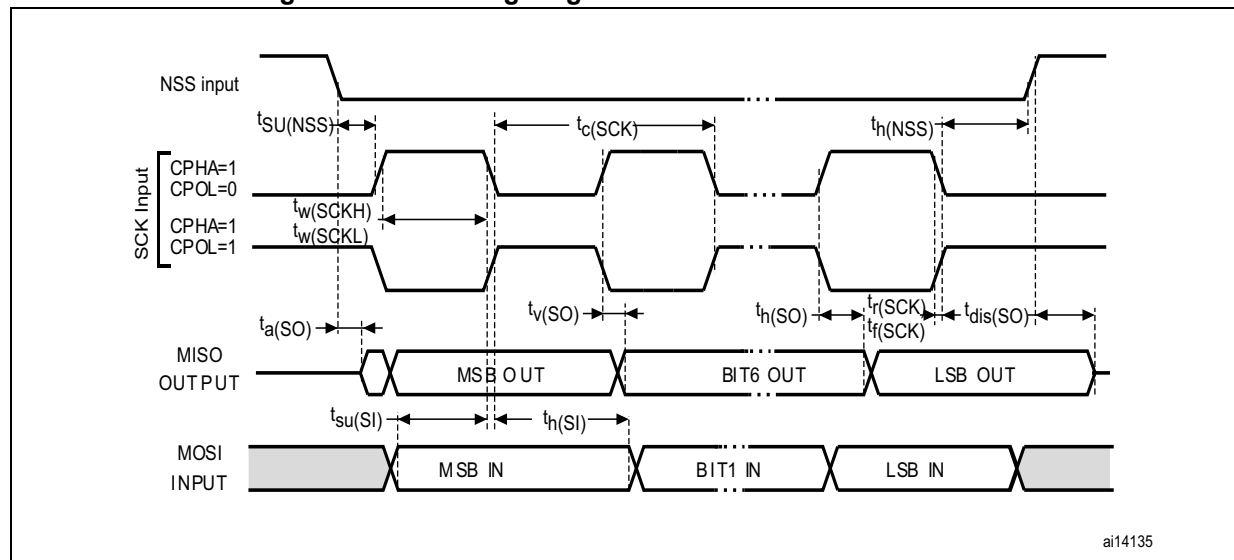 NSS input
tSU(NSS)
tc(SCK)
th(NSS)
SCK Input
CPHA=1
CPOL=0
tw(SCKH)
CPHA=1
tw(SCKL)
CPOL=1
ta(SO)
tv(SO)
th(SO)
tr(SCK)
tf(SCK)
tdis(SO)
MISO
OUTPUT
MSB OUT
BIT6 OUT
LSB OUT
tsu(SI)
th(SI)
MOSI
INPUT
MSB IN
BIT1 IN
LSB IN
ai14135